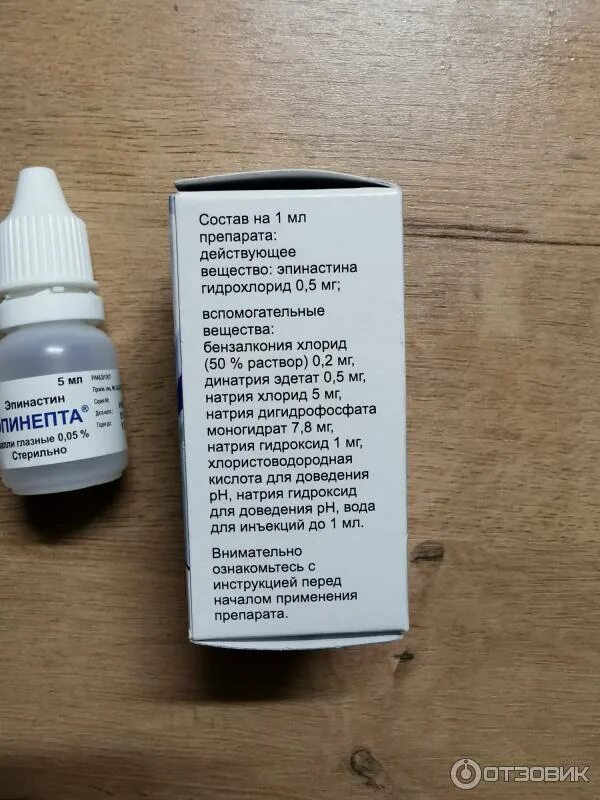 5 мл
Эпинастин
ПИНЕПТА®
апли глазные 0,05 %
Стерильно
Состав на 1 мл
препарата:
действующее
вещество: эпинастина
гидрохлорид 0,5 мг;
вспомогательные
вещества:
бензалкония хлорид
(50 % раствор) 0,2 мг,
динатрия эдетат 0,5 мг,
натрия хлорид 5 мг,
натрия дигидрофосфата
моногидрат 7,8 мг,
натрия гидроксид 1 мг,
хлористоводородная
кислота для доведения
pH, натрия гидроксид
для доведения pH, вода
для инъекций до 1 мл.
Внимательно
ознакомьтесь с
инструкцией перед
началом применения
препарата.
ОТЗОВИК